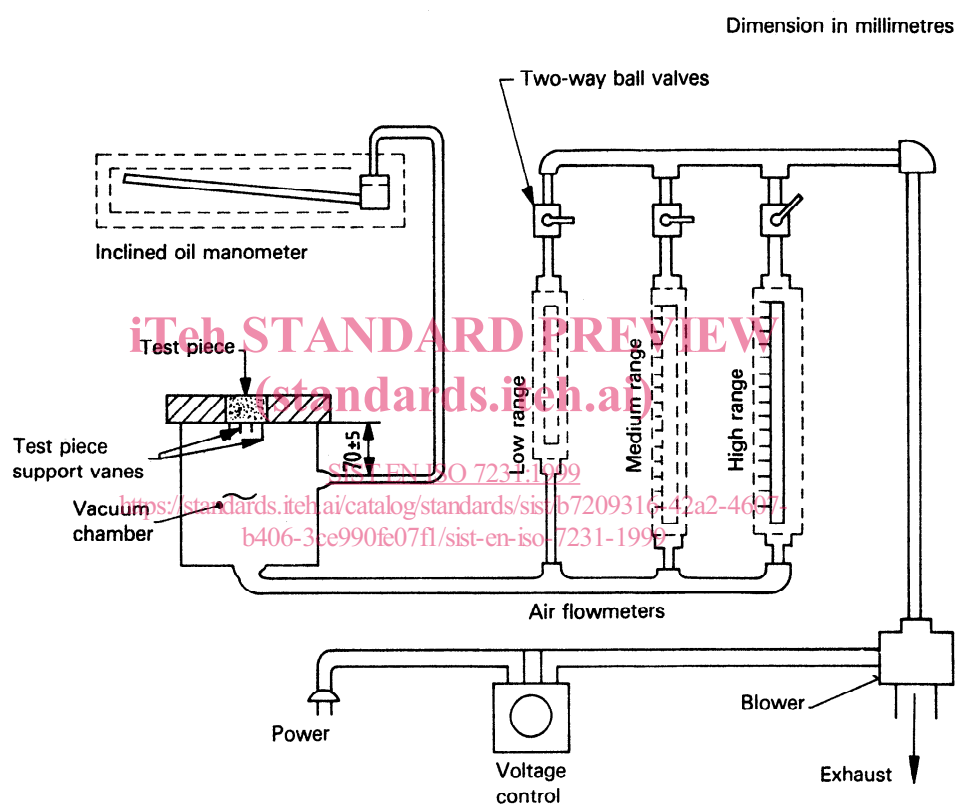 Dimension in millimetres
Two-way ball valves
Inclined oil manometer
iTeh STANDARD PREVIEW
(standards.iteh.ai)
Test piece
Low range
Medium range
High range
Test piece
support vanes
70±5
SIST EN ISO 7231:1999
https://standards.iteh.ai/catalog/standards/sist/b7209316-42a2-4607-
b406-3ce990fe07f1/sist-en-iso-7231-1999
Vacuum
chamber
Air flowmeters
Power
Voltage
control
Blower
Exhaust